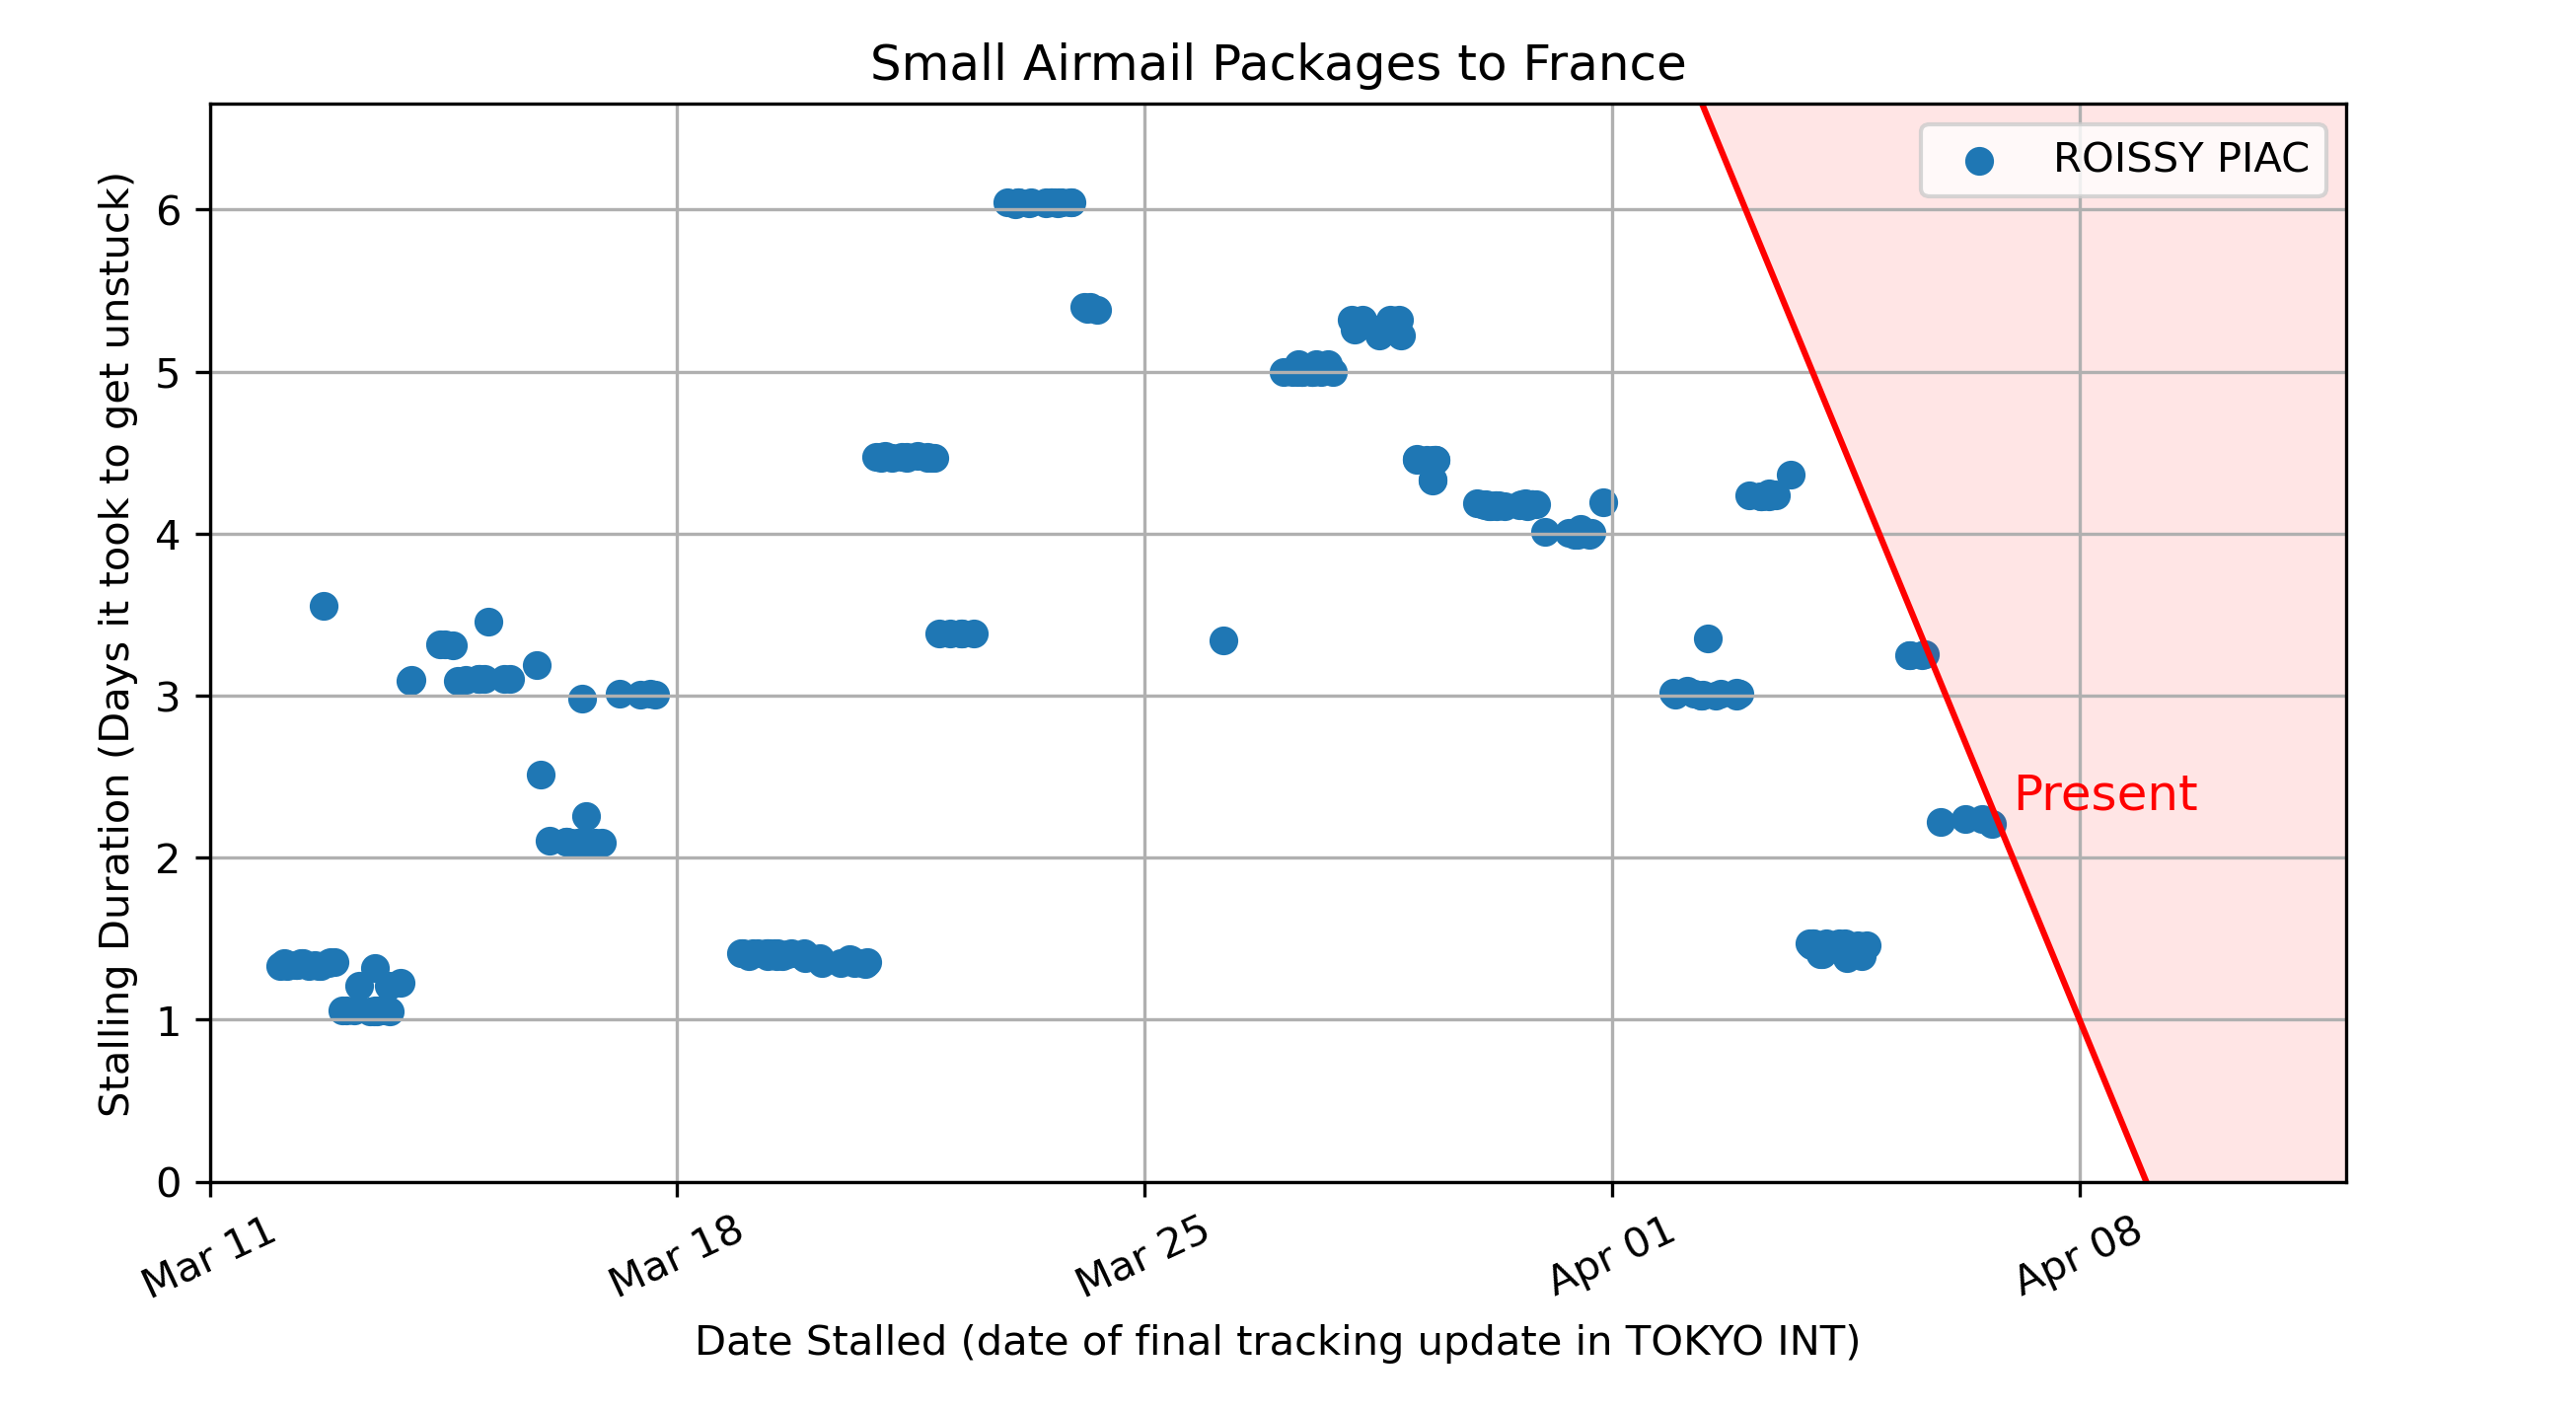 Small Airmail Packages to France
ROISSY PIAC
Stalling Duration (Days it took to get unstuck)
6
5
4
3
2
1
0
Present
Mar 11
Mar 18
Mar 25
Apr 01
Apr 08
Date Stalled (date of final tracking update in TOKYO INT)